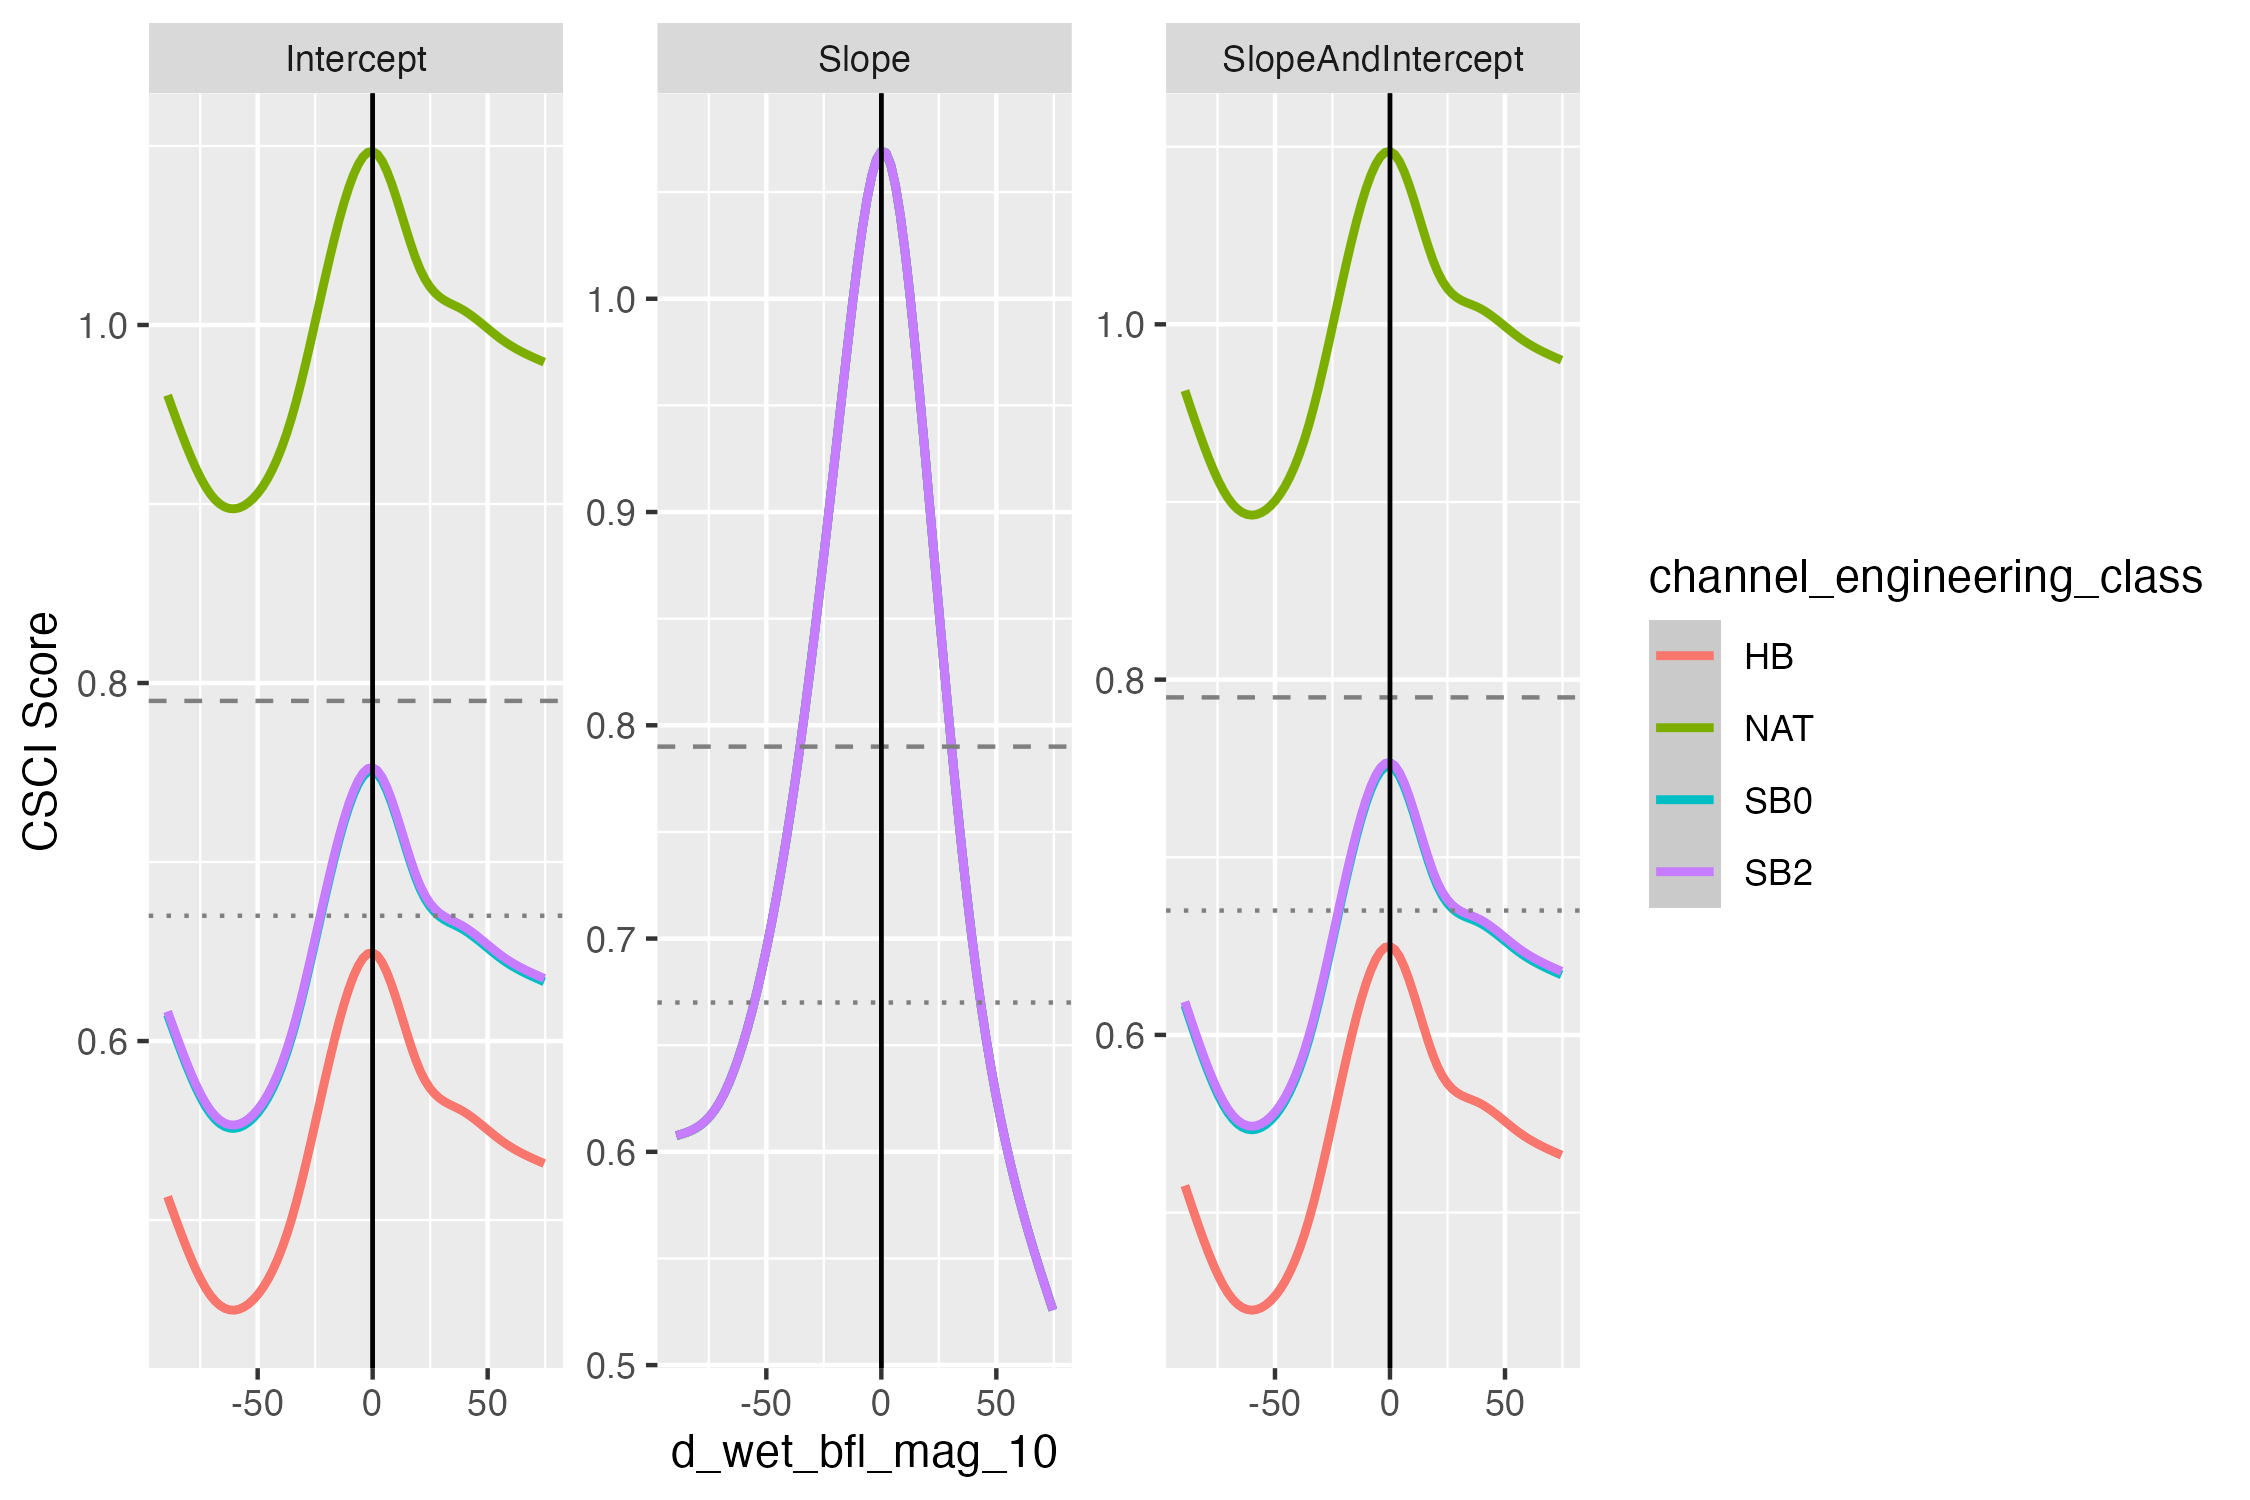 Intercept
Slope
SlopeAndIntercept
CSCI Score
1.0
0.8
0.6
-50 0 50
1.0
0.9
0.8
0.7
0.6
0.5
-50 0 50
1.0
0.8
0.6
-50 0 50
d_wet_bfl_mag_10
channel_engineering_class
HB
NAT
SB0
SB2